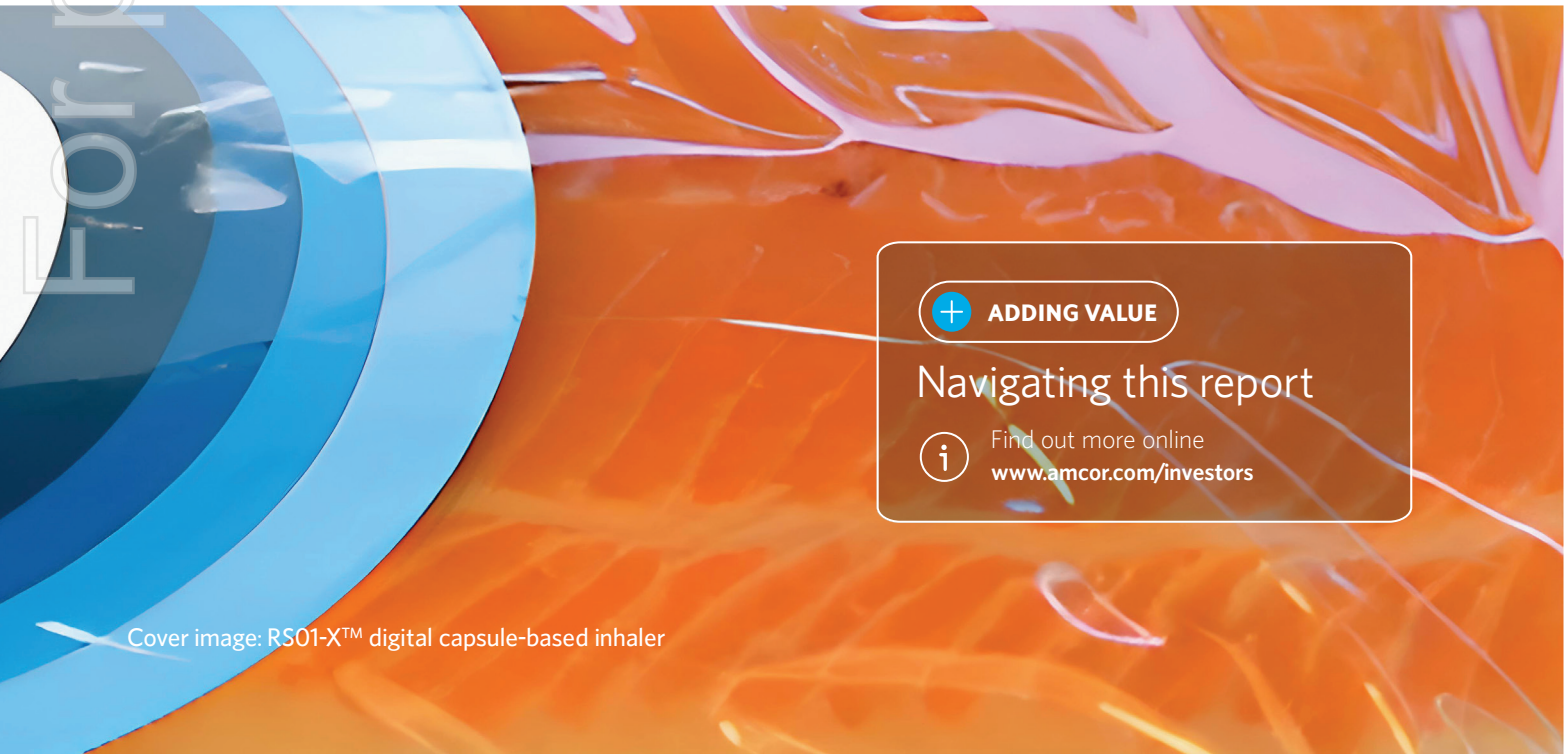 For p
ADDING VALUE
Navigating this report
i
Find out more online
www.amcor.com/investors
Cover image: RS01-X™ digital capsule-based inhaler